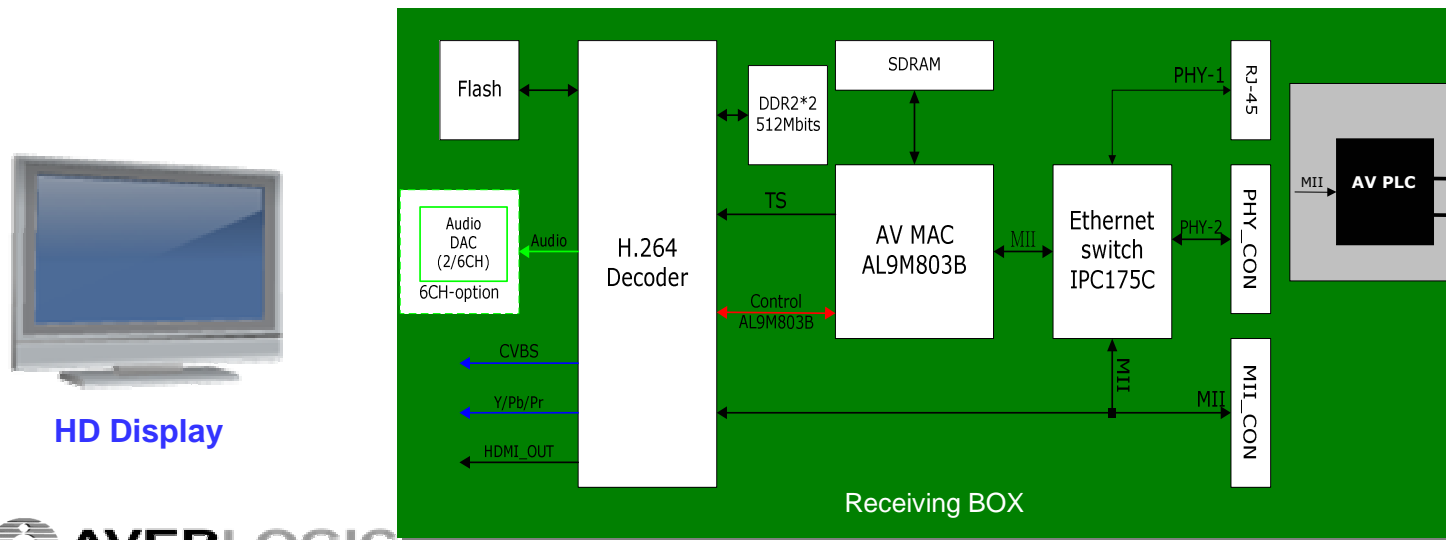 HD Display
Flash
Audio
DAC
(2/6CH)
6CH-option
Audio
CVBS
Y/Pb/Pr
HDMI_OUT
H.264
Decoder
DDR2*2
512Mbits
TS
Control
AL9M803B
SDRAM
AV MAC
AL9M803B
MII
Ethernet
switch
IPC175C
PHY-1
PHY-2
MII
MII
RJ-45
PHY_CON
MII_CON
MII
AV PLC
Receiving BOX
AVERLOGIC